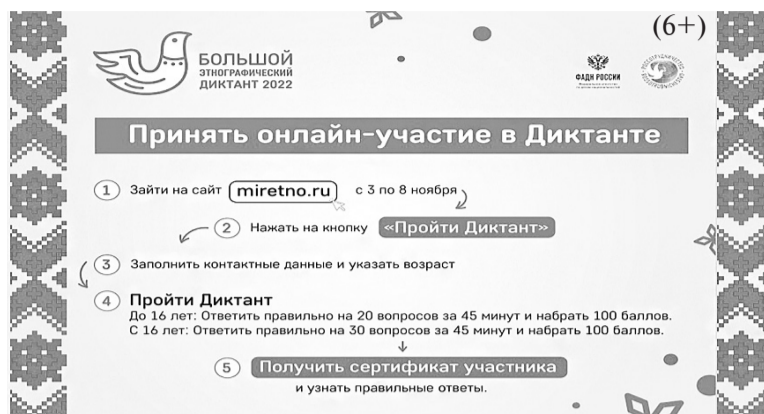 (6+)
БОЛЬШОЙ
ЭТНОГРАФИЧЕСКИЙ
ДИКТАНТ 2022
ФАДН РОССИИ
Принять онлайн-участие в Диктанте
1 Зайти на сайт miretno.ru с 3 по 8 ноября
2 Нажать на кнопку «Пройти Диктант»
3 Заполнить контактные данные и указать возраст
4 Пройти Диктант
До 16 лет: Ответить правильно на 20 вопросов за 45 минут и набрать 100 баллов.
С 16 лет: Ответить правильно на 30 вопросов за 45 минут и набрать 100 баллов.
5 Получить сертификат участника
и узнать правильные ответы.